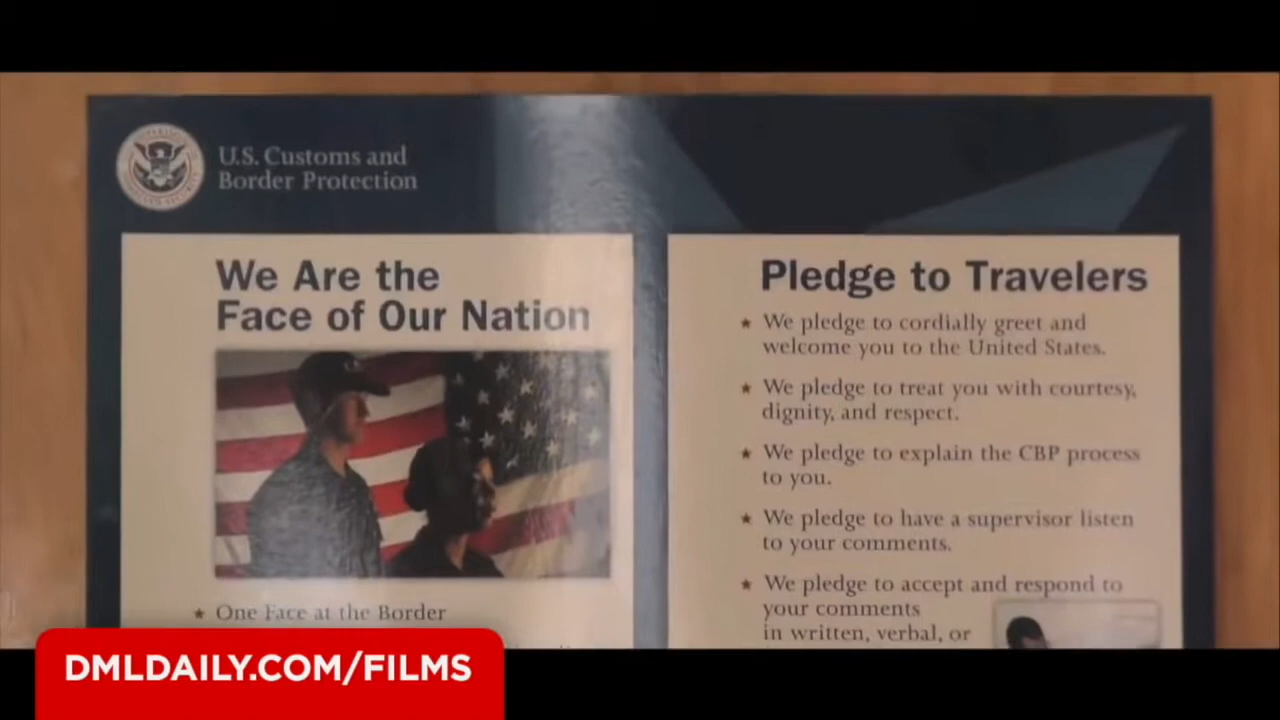 U.S. Customs and
Border Protection
We Are the
Face of Our Nation
One Face at the Border
Pledge to Travelers
We pledge to cordially greet and
welcome you to the United States.
We pledge to treat you with courtesy,
dignity, and respect.
We pledge to explain the CBP process
to you.
We pledge to have a supervisor listen
to your comments.
We pledge to accept and respond to
your comments
in written, verbal, or
DMLDAILY.COM/FILMS